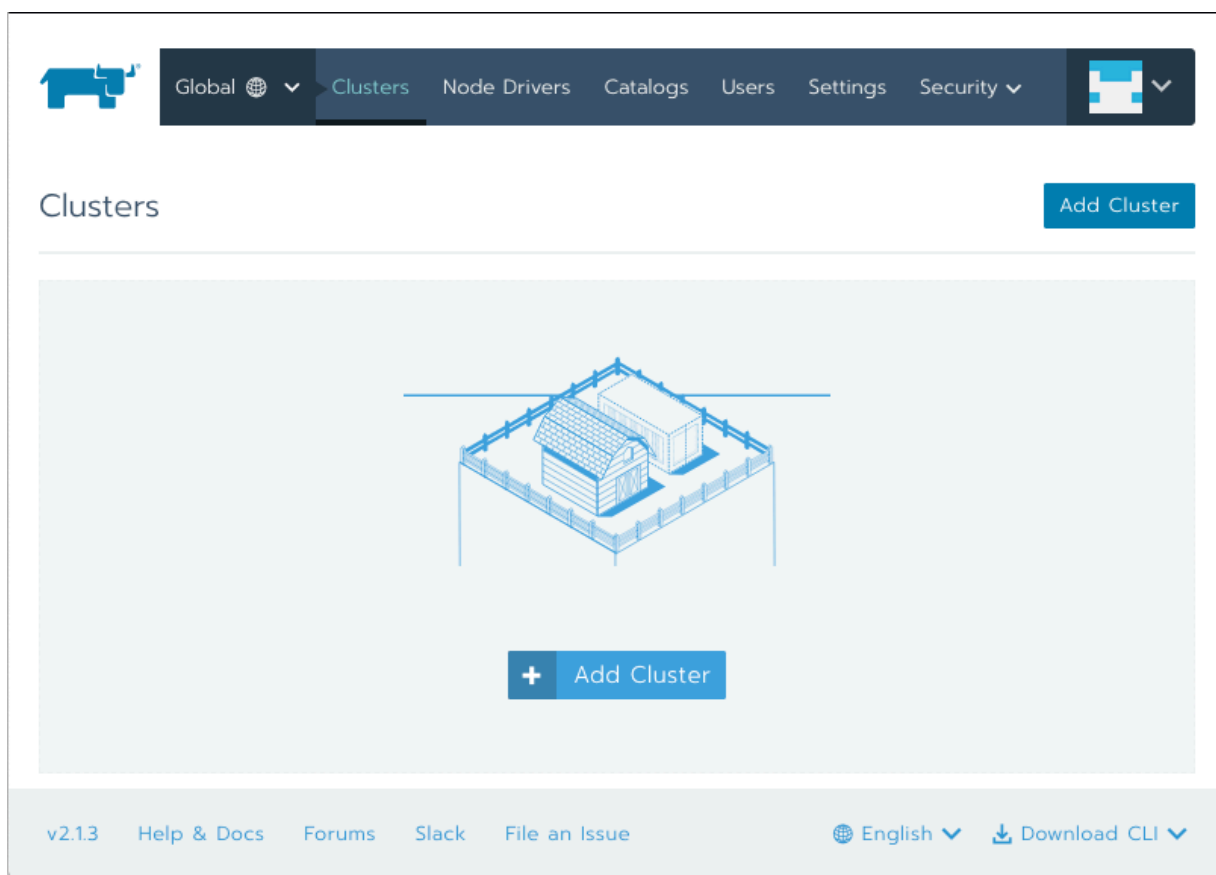 Global Clusters Node Drivers Catalogs Users Settings Security
Clusters Add Cluster
Add Cluster
v2.1.3 Help & Docs Forums Slack File an Issue English Download CLI